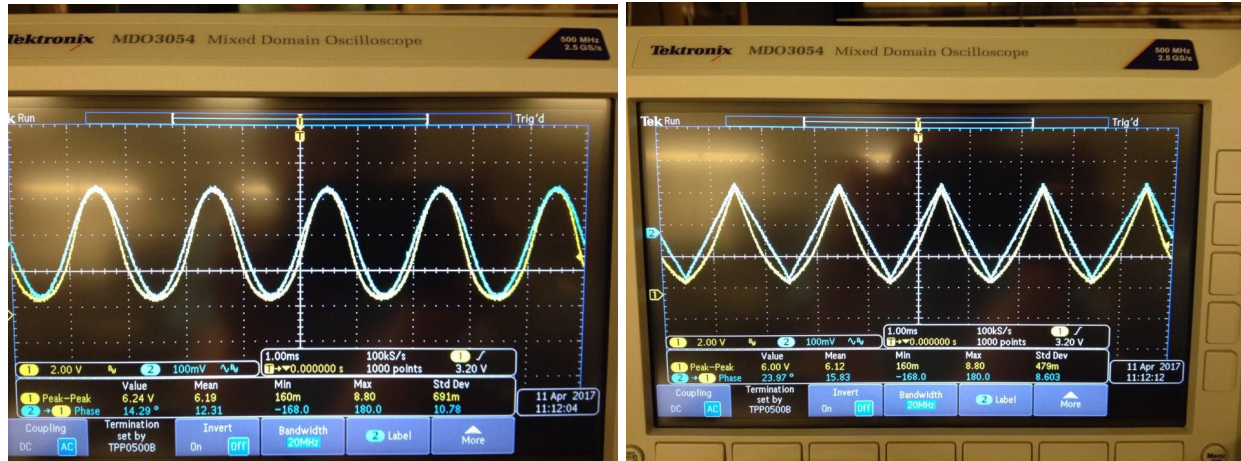 Tektronix MDO3054 Mixed Domain Oscilloscope
500 MHz
2.5 GS/s
k Run
Trig'd
T
1 2.00 V
2 100mV
1.00ms 100kS/s 1
T→▼0.000000 s 1000 points 3.20 V
Value Mean Min Max Std Dev
1 Peak-Peak 6.24 V 6.19 160m 8.80 691m
2 → 1 Phase 14.29 ° 12.31 -168.0 180.0 10.78
11 Apr 2017
11:12:04
Coupling
DC AC
Termination
set by
TPP0500B
Invert
On Off
Bandwidth
20MHz
2 Label
More
Tektronix MDO3054 Mixed Domain Oscilloscope
500 MHz
2.5 GS/s
Tek Run
Trig'd
T
2
1
1 2.00 V
2 100mV
1.00ms 100kS/s 1
T→▼0.000000 s 1000 points 3.20 V
Value Mean Min Max Std Dev
1 Peak-Peak 6.00 V 6.12 160m 8.80 479m
2 → 1 Phase 23.97 ° 15.83 -168.0 180.0 8.603
11 Apr 2017
11:12:12
Coupling
DC AC
Termination
set by
TPP0500B
Invert
On Off
Bandwidth
20MHz
2 Label
More
Menu